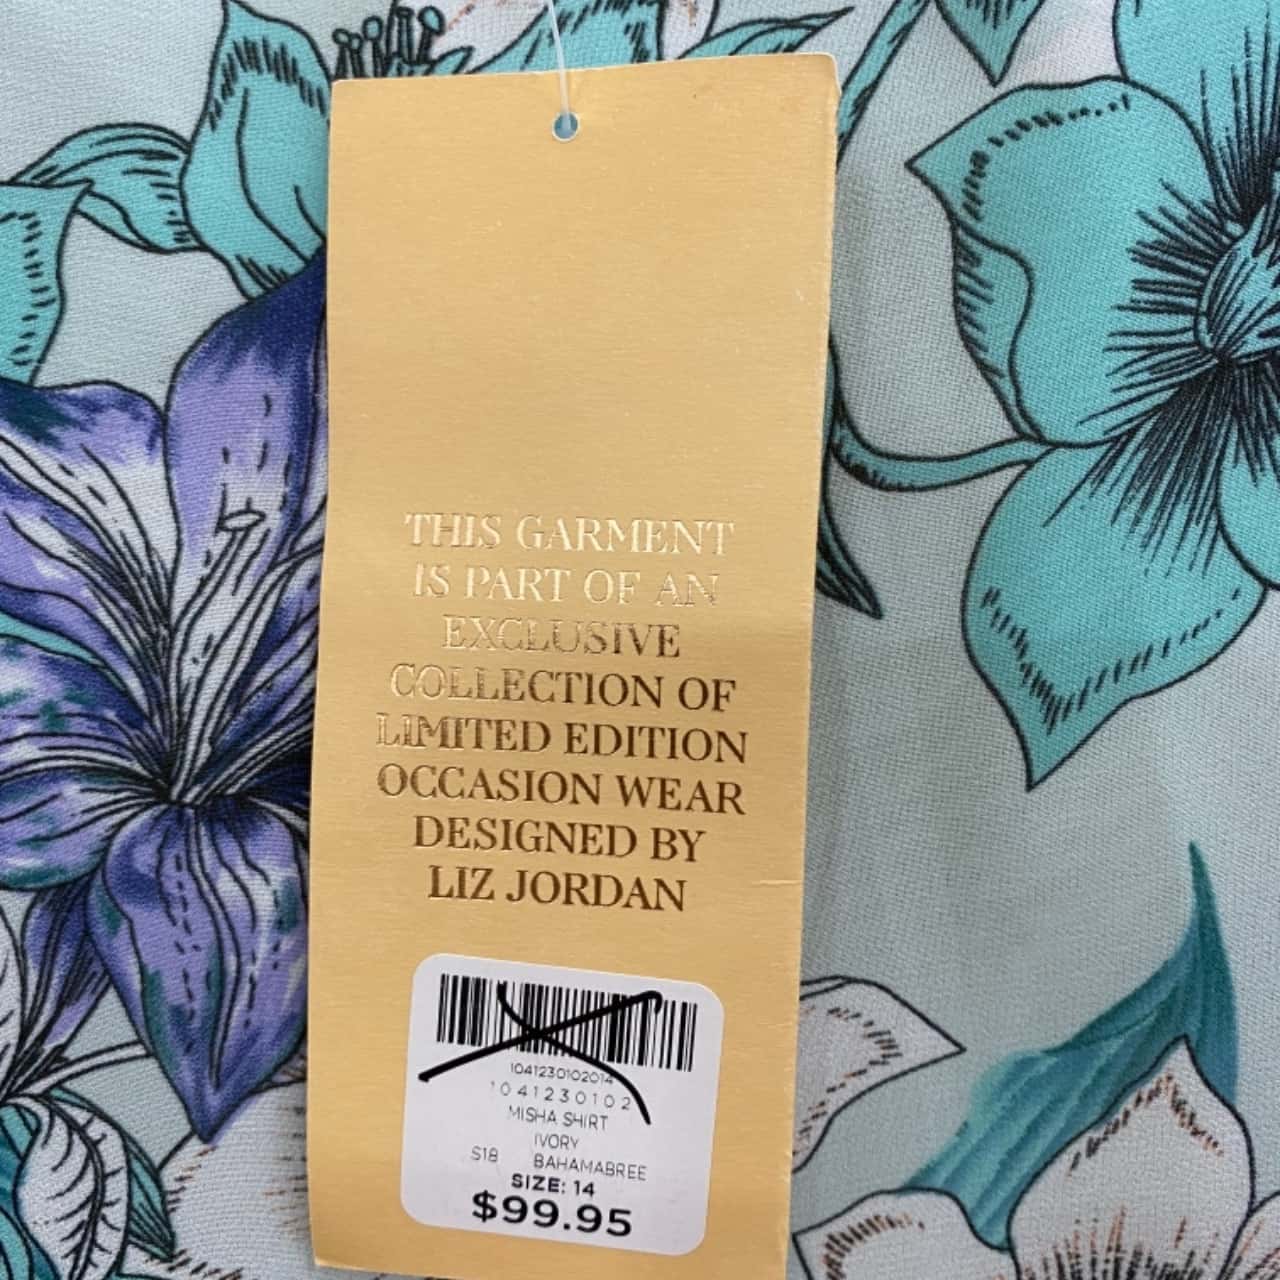 THIS GARMENT
IS PART OF AN
EXCLUSIVE
COLLECTION OF
LIMITED EDITION
OCCASION WEAR
DESIGNED BY
LIZ JORDAN
1041230102014
1041230102
MISHA SHIRT
IVORY
S18 BAHAMABREE
SIZE: 14
$99.95